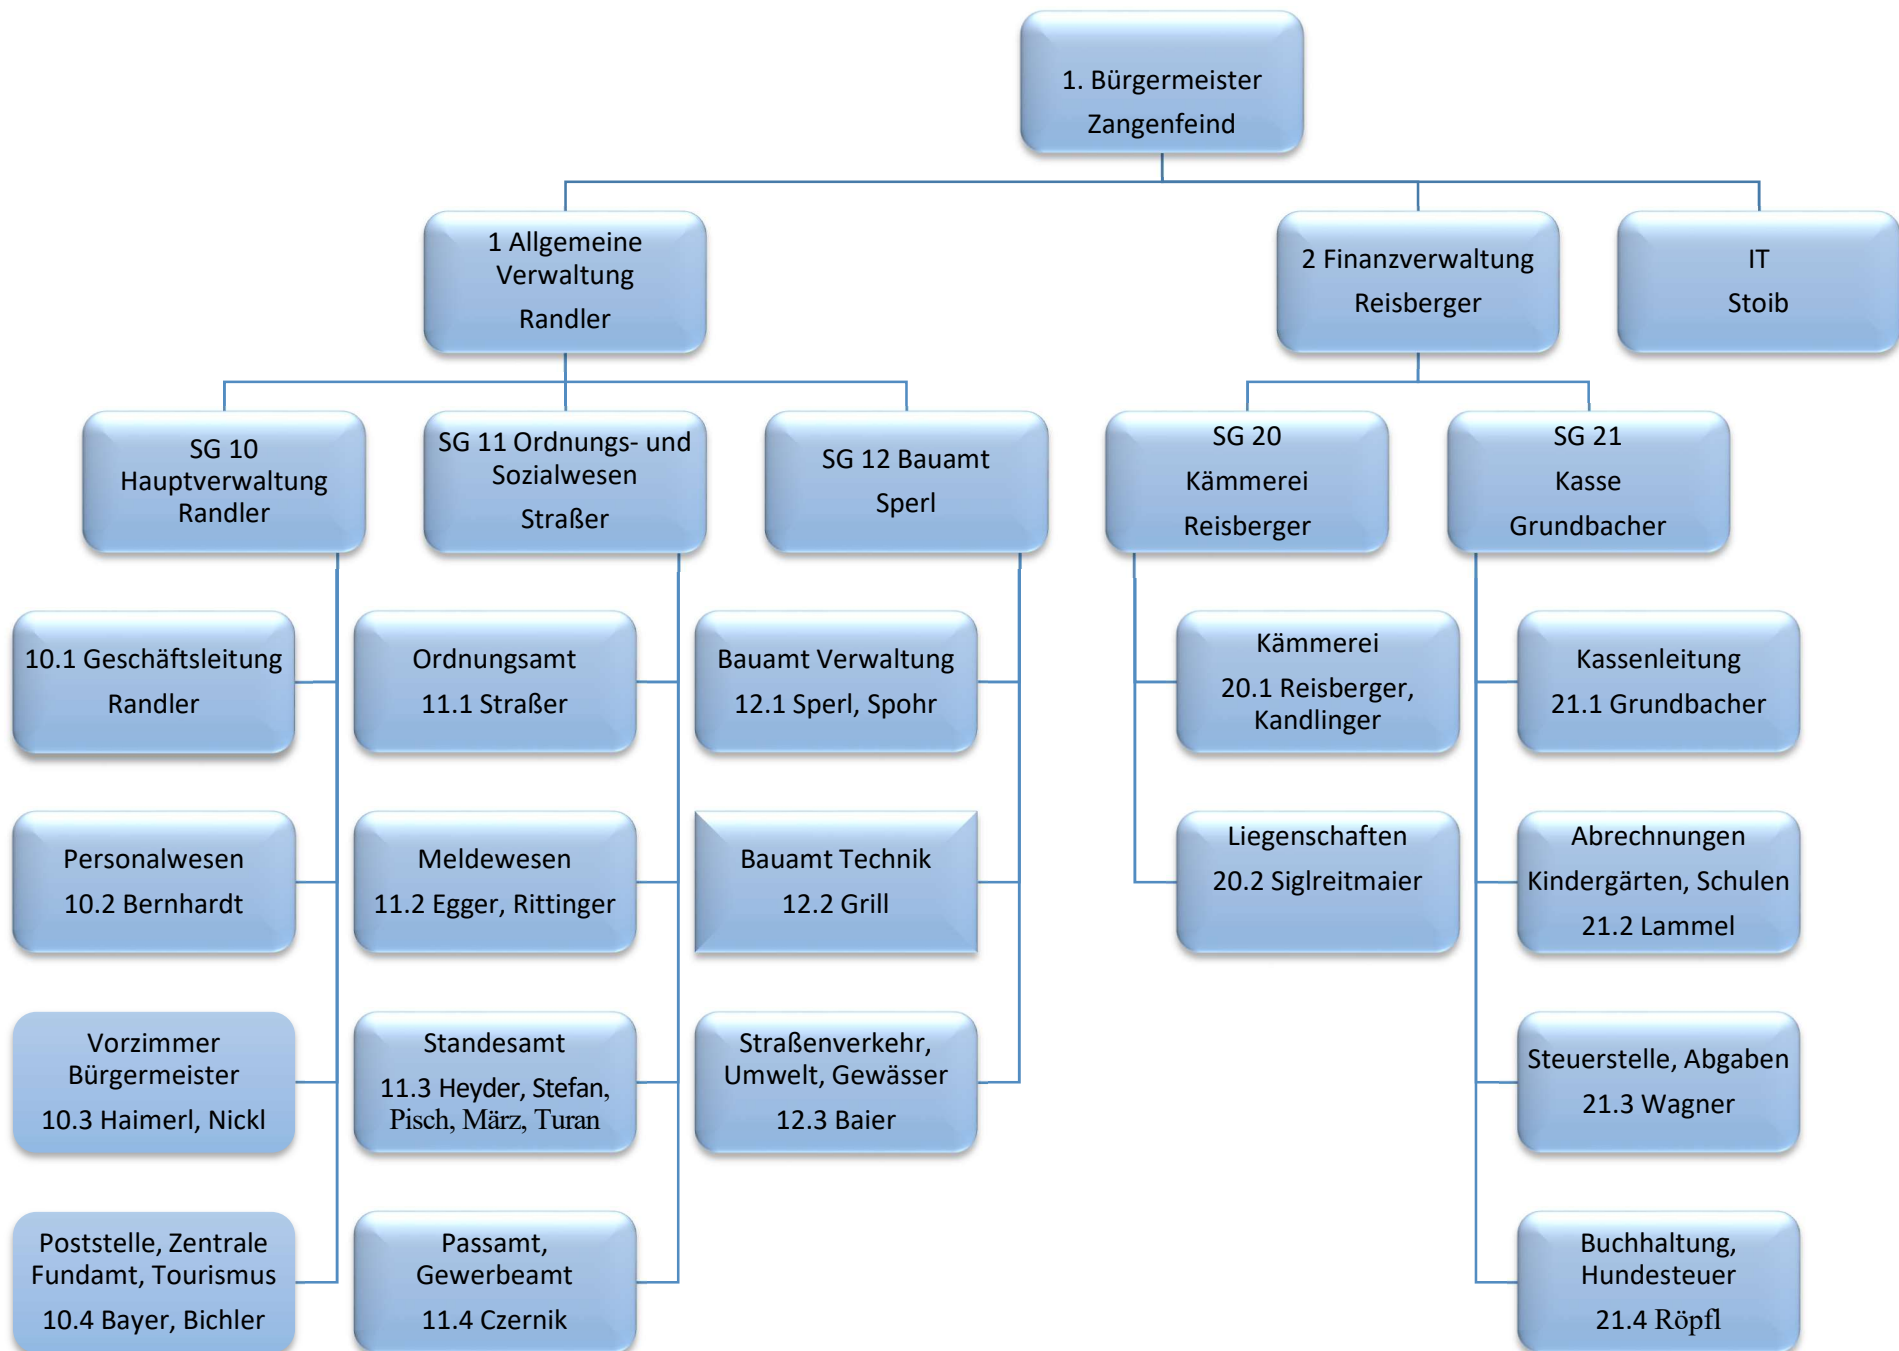 1. Bürgermeister
Zangenfeind
1 Allgemeine
Verwaltung
Randler
2 Finanzverwaltung
Reisberger
IT
Stoib
SG 10
Hauptverwaltung
Randler
SG 11 Ordnungs- und
Sozialwesen
Straßer
SG 12 Bauamt
Sperl
SG 20
Kämmerei
Reisberger
SG 21
Kasse
Grundbacher
10.1 Geschäftsleitung
Randler
Ordnungsamt
11.1 Straßer
Bauamt Verwaltung
12.1 Sperl, Spohr
Kämmerei
20.1 Reisberger,
Kandlinger
Kassenleitung
21.1 Grundbacher
Personalwesen
10.2 Bernhardt
Meldewesen
11.2 Egger, Rittinger
Bauamt Technik
12.2 Grill
Liegenschaften
20.2 Siglreitmaier
Abrechnungen
Kindergärten, Schulen
21.2 Lammel
Vorzimmer
Bürgermeister
10.3 Haimerl, Nickl
Standesamt
11.3 Heyder, Stefan,
Pisch, März, Turan
Straßenverkehr,
Umwelt, Gewässer
12.3 Baier
Steuerstelle, Abgaben
21.3 Wagner
Poststelle, Zentrale
Fundamt, Tourismus
10.4 Bayer, Bichler
Passamt,
Gewerbeamt
11.4 Czernik
Buchhaltung,
Hundesteuer
21.4 Röpfl